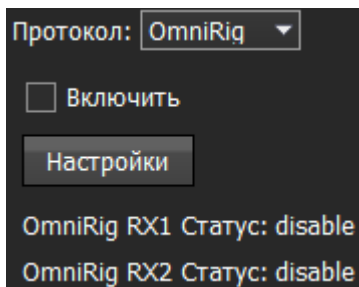 Протокол: OmniRig
Включить
Настройки
OmniRig RX1 Статус: disable
OmniRig RX2 Статус: disable